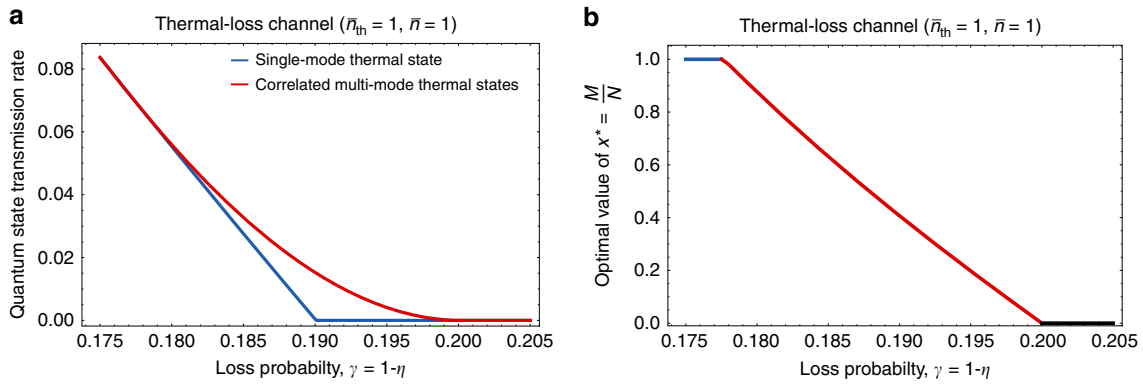 a
Thermal-loss channel (n̄th = 1, n̄ = 1)
Quantum state transmission rate
0.08
0.06
0.04
0.02
0.00
Single-mode thermal state
Correlated multi-mode thermal states
0.175 0.180 0.185 0.190 0.195 0.200 0.205
Loss probabilty, γ = 1-η
b
Thermal-loss channel (n̄th = 1, n̄ = 1)
Optimal value of x* = M/N
1.0
0.8
0.6
0.4
0.2
0.0
0.175 0.180 0.185 0.190 0.195 0.200 0.205
Loss probabilty, γ = 1-η